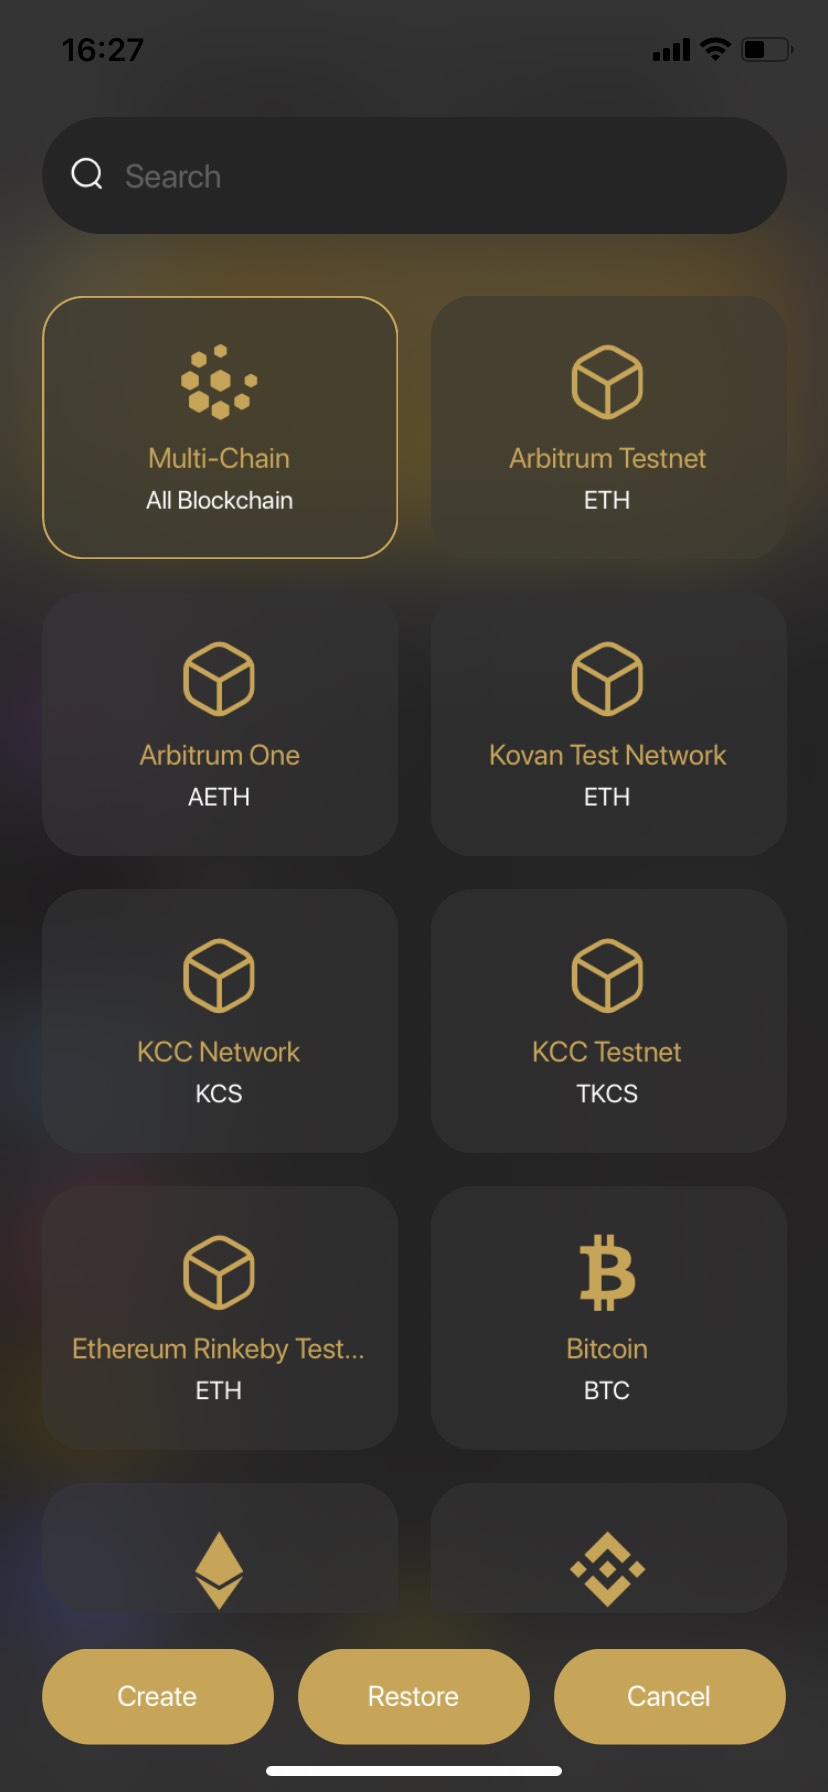 16:27
Search
Multi-Chain
All Blockchain
Arbitrum Testnet
ETH
Arbitrum One
AETH
Kovan Test Network
ETH
KCC Network
KCS
KCC Testnet
TKCS
Ethereum Rinkeby Test...
ETH
Bitcoin
BTC
Create
Restore
Cancel